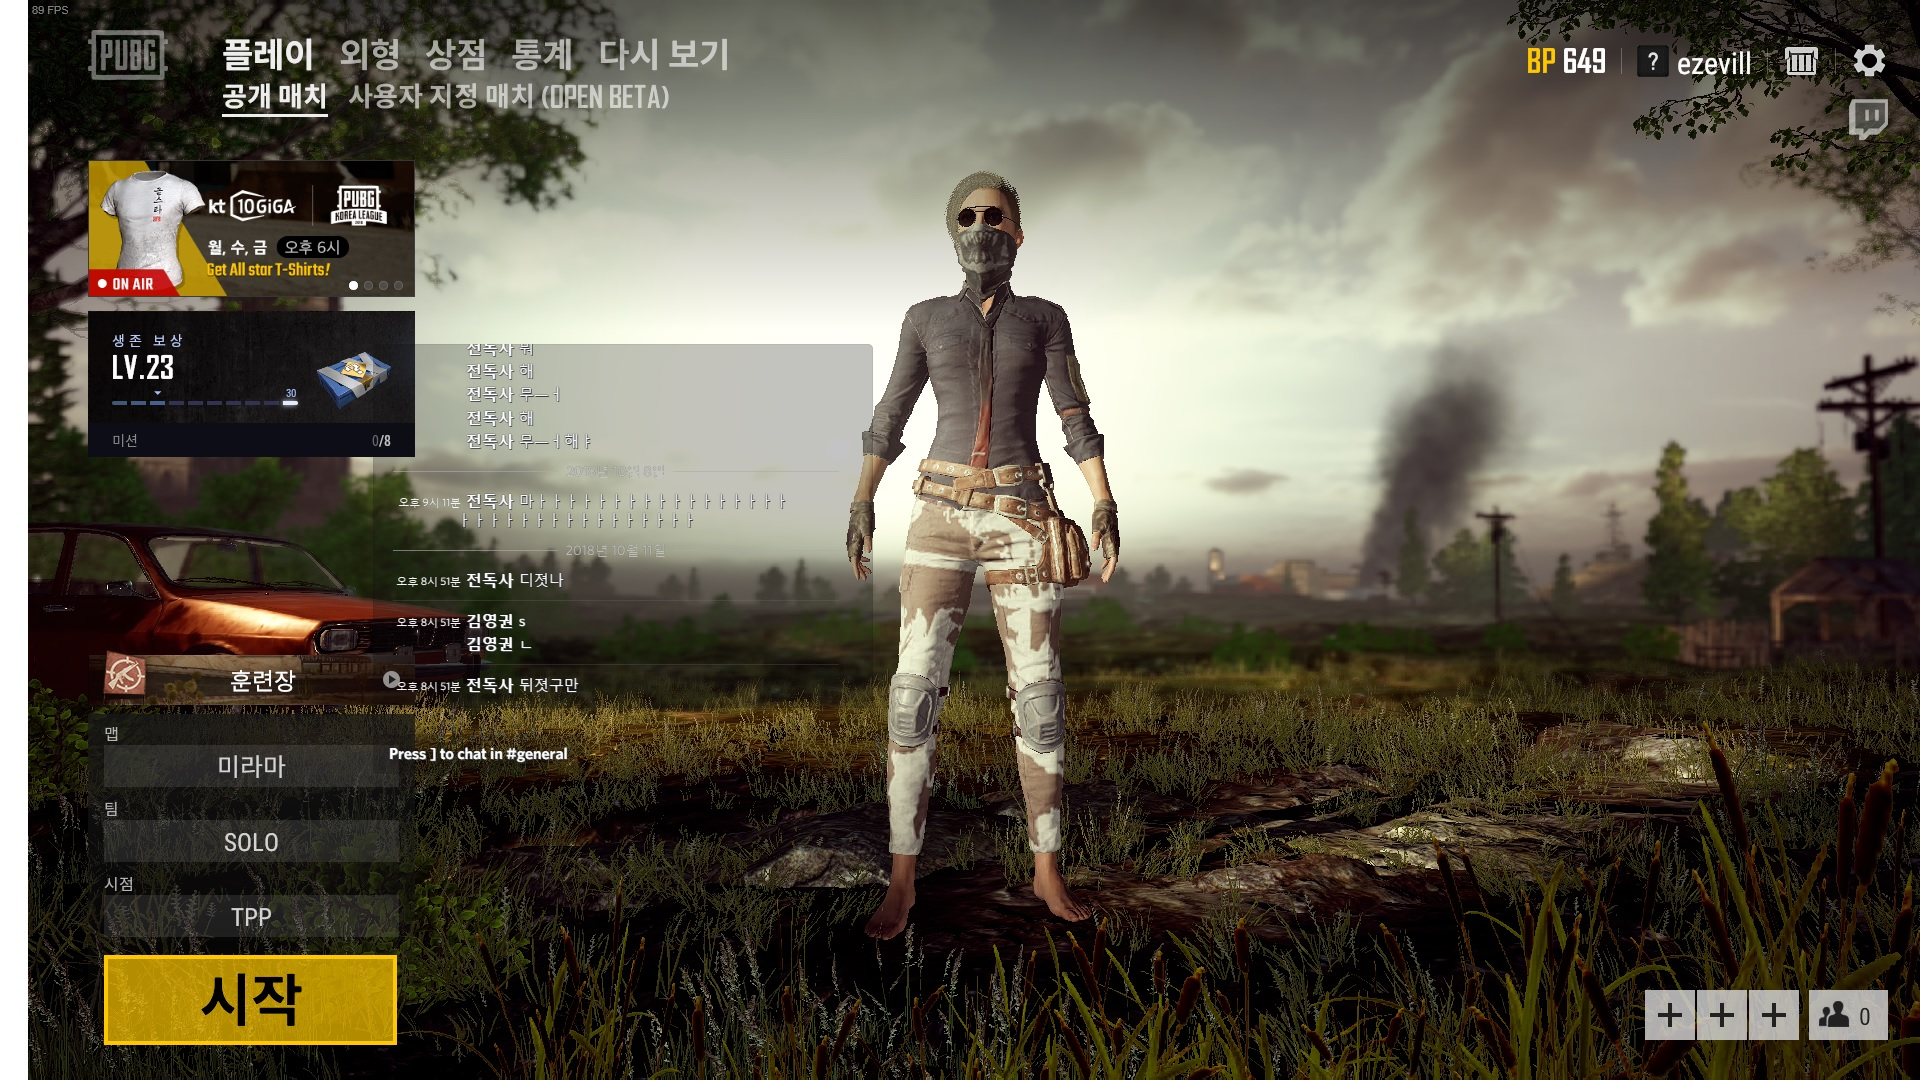 89 FPS
PUBG
플레이 외형 상점 통계 다시 보기
공개 매치 사용자 지정 매치 (OPEN BETA)
BP 649 ? ezevill
kt 10GiGA PUBG KOREA LEAGUE
월, 수, 금 오후 6시
Get All star T-Shirts!
ON AIR
생존 보상
LV.23
30
미션 0/8
전독사 뭐
전독사 해
전독사 무ㅡㅓ
전독사 해
전독사 무ㅡㅓ해ㅑ
오후 9시 11분 전독사 마ㅏㅏㅏㅏㅏㅏㅏㅏㅏㅏㅏㅏㅏㅏㅏㅏㅏ
ㅏㅏㅏㅏㅏㅏㅏㅏㅏㅏㅏㅏㅏㅏㅏㅏ
2018년 10월 11일
오후 8시 51분 전독사 디졋나
오후 8시 51분 김영권 s
김영권 ㄴ
오후 8시 51분 전독사 뒤졋구만
훈련장
Press ] to chat in #general
맵
미라마
팀
SOLO
시점
TPP
시작
0